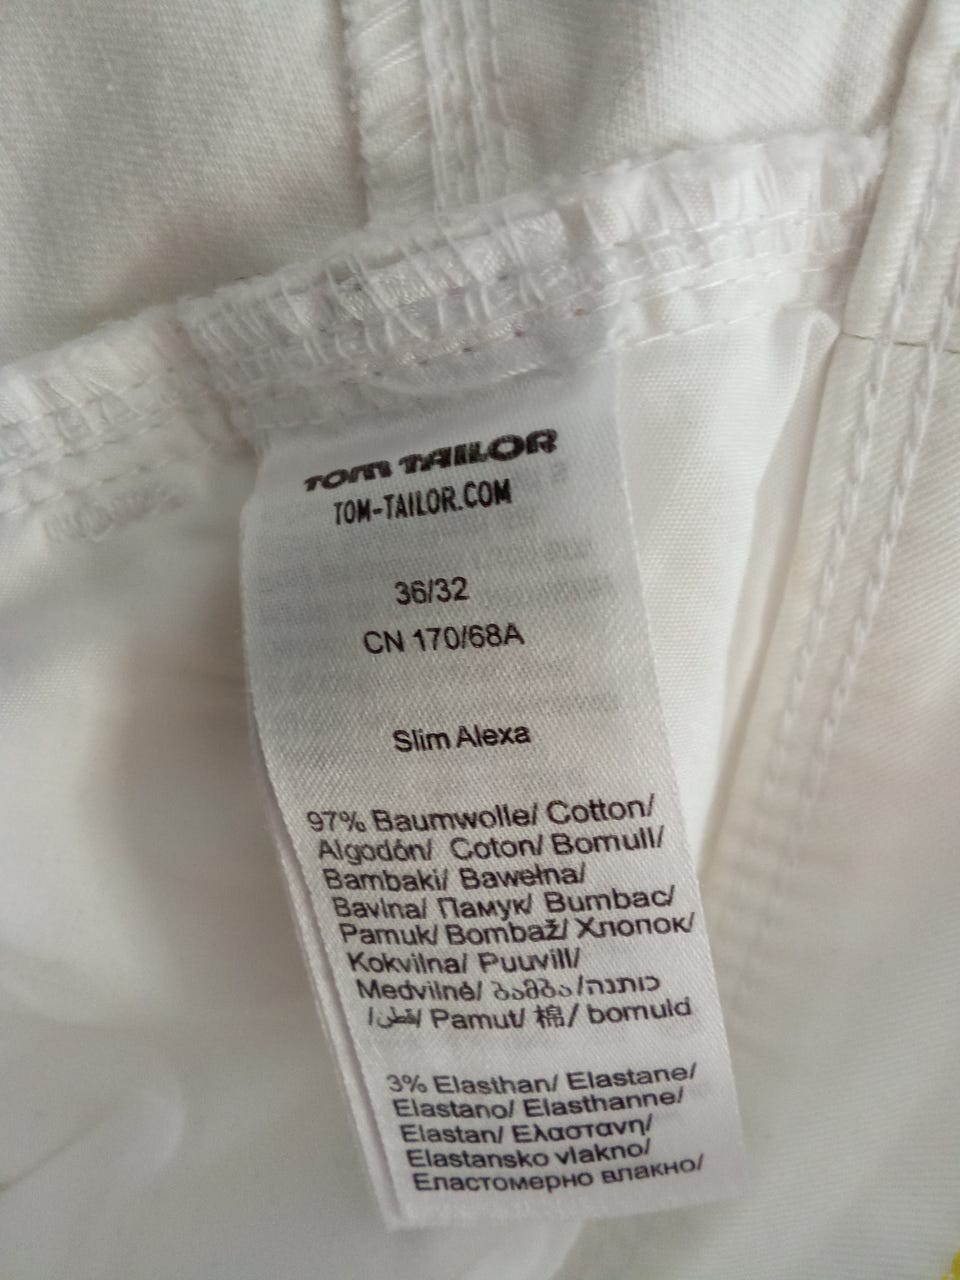 TOM TAILOR
TOM-TAILOR.COM
36/32
CN 170/68A
Slim Alexa
97% Baumwolle/ Cotton/
Algodón/ Coton/ Bomull/
Bambaki/ Bawełna/
Bavlna/ Памук/ Bumbac/
Pamuk/ Bombaž/ Хлопок/
Kokvilna/ Puuvill/
Medvilnė/ ბამბა/כותנה
/قطن/ Pamut/ 棉/ bomuld
3% Elasthan/ Elastane/
Elastano/ Elasthanne/
Elastan/ Ελαστανη/
Elastansko vlakno/
Еластомерно влакно/